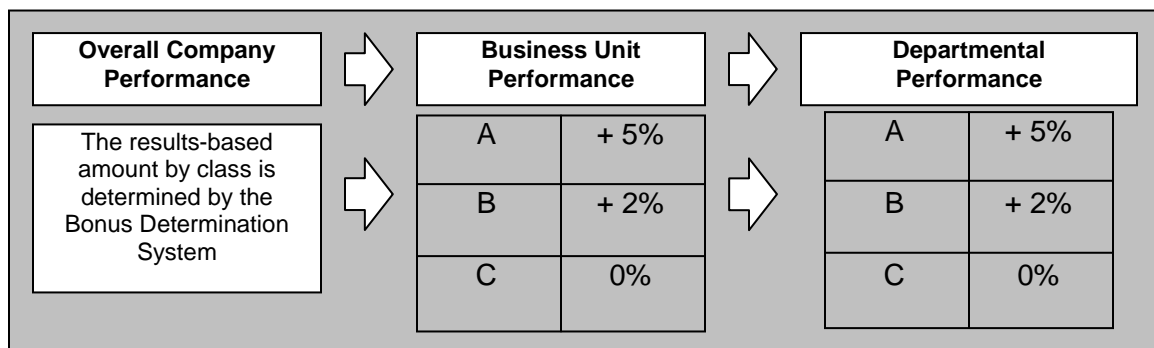 Overall Company
Performance
Business Unit
Performance
Departmental
Performance
The results-based
amount by class is
determined by the
Bonus Determination
System
A + 5%
B + 2%
C 0%
A + 5%
B + 2%
C 0%